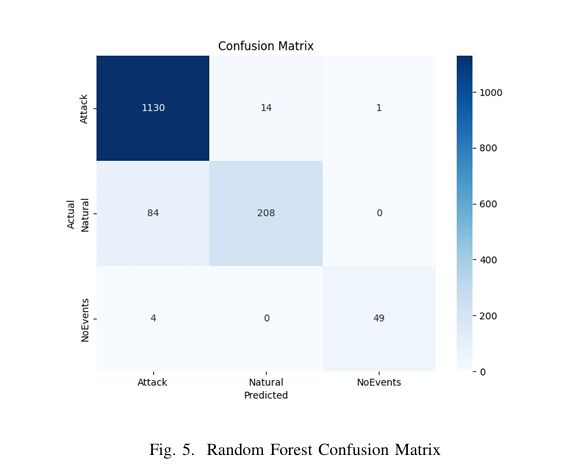 Confusion Matrix
Attack 1130 14 1
Actual
Natural 84 208 0
NoEvents 4 0 49
Attack Natural NoEvents
Predicted
1000
800
600
400
200
0
Fig. 5. Random Forest Confusion Matrix